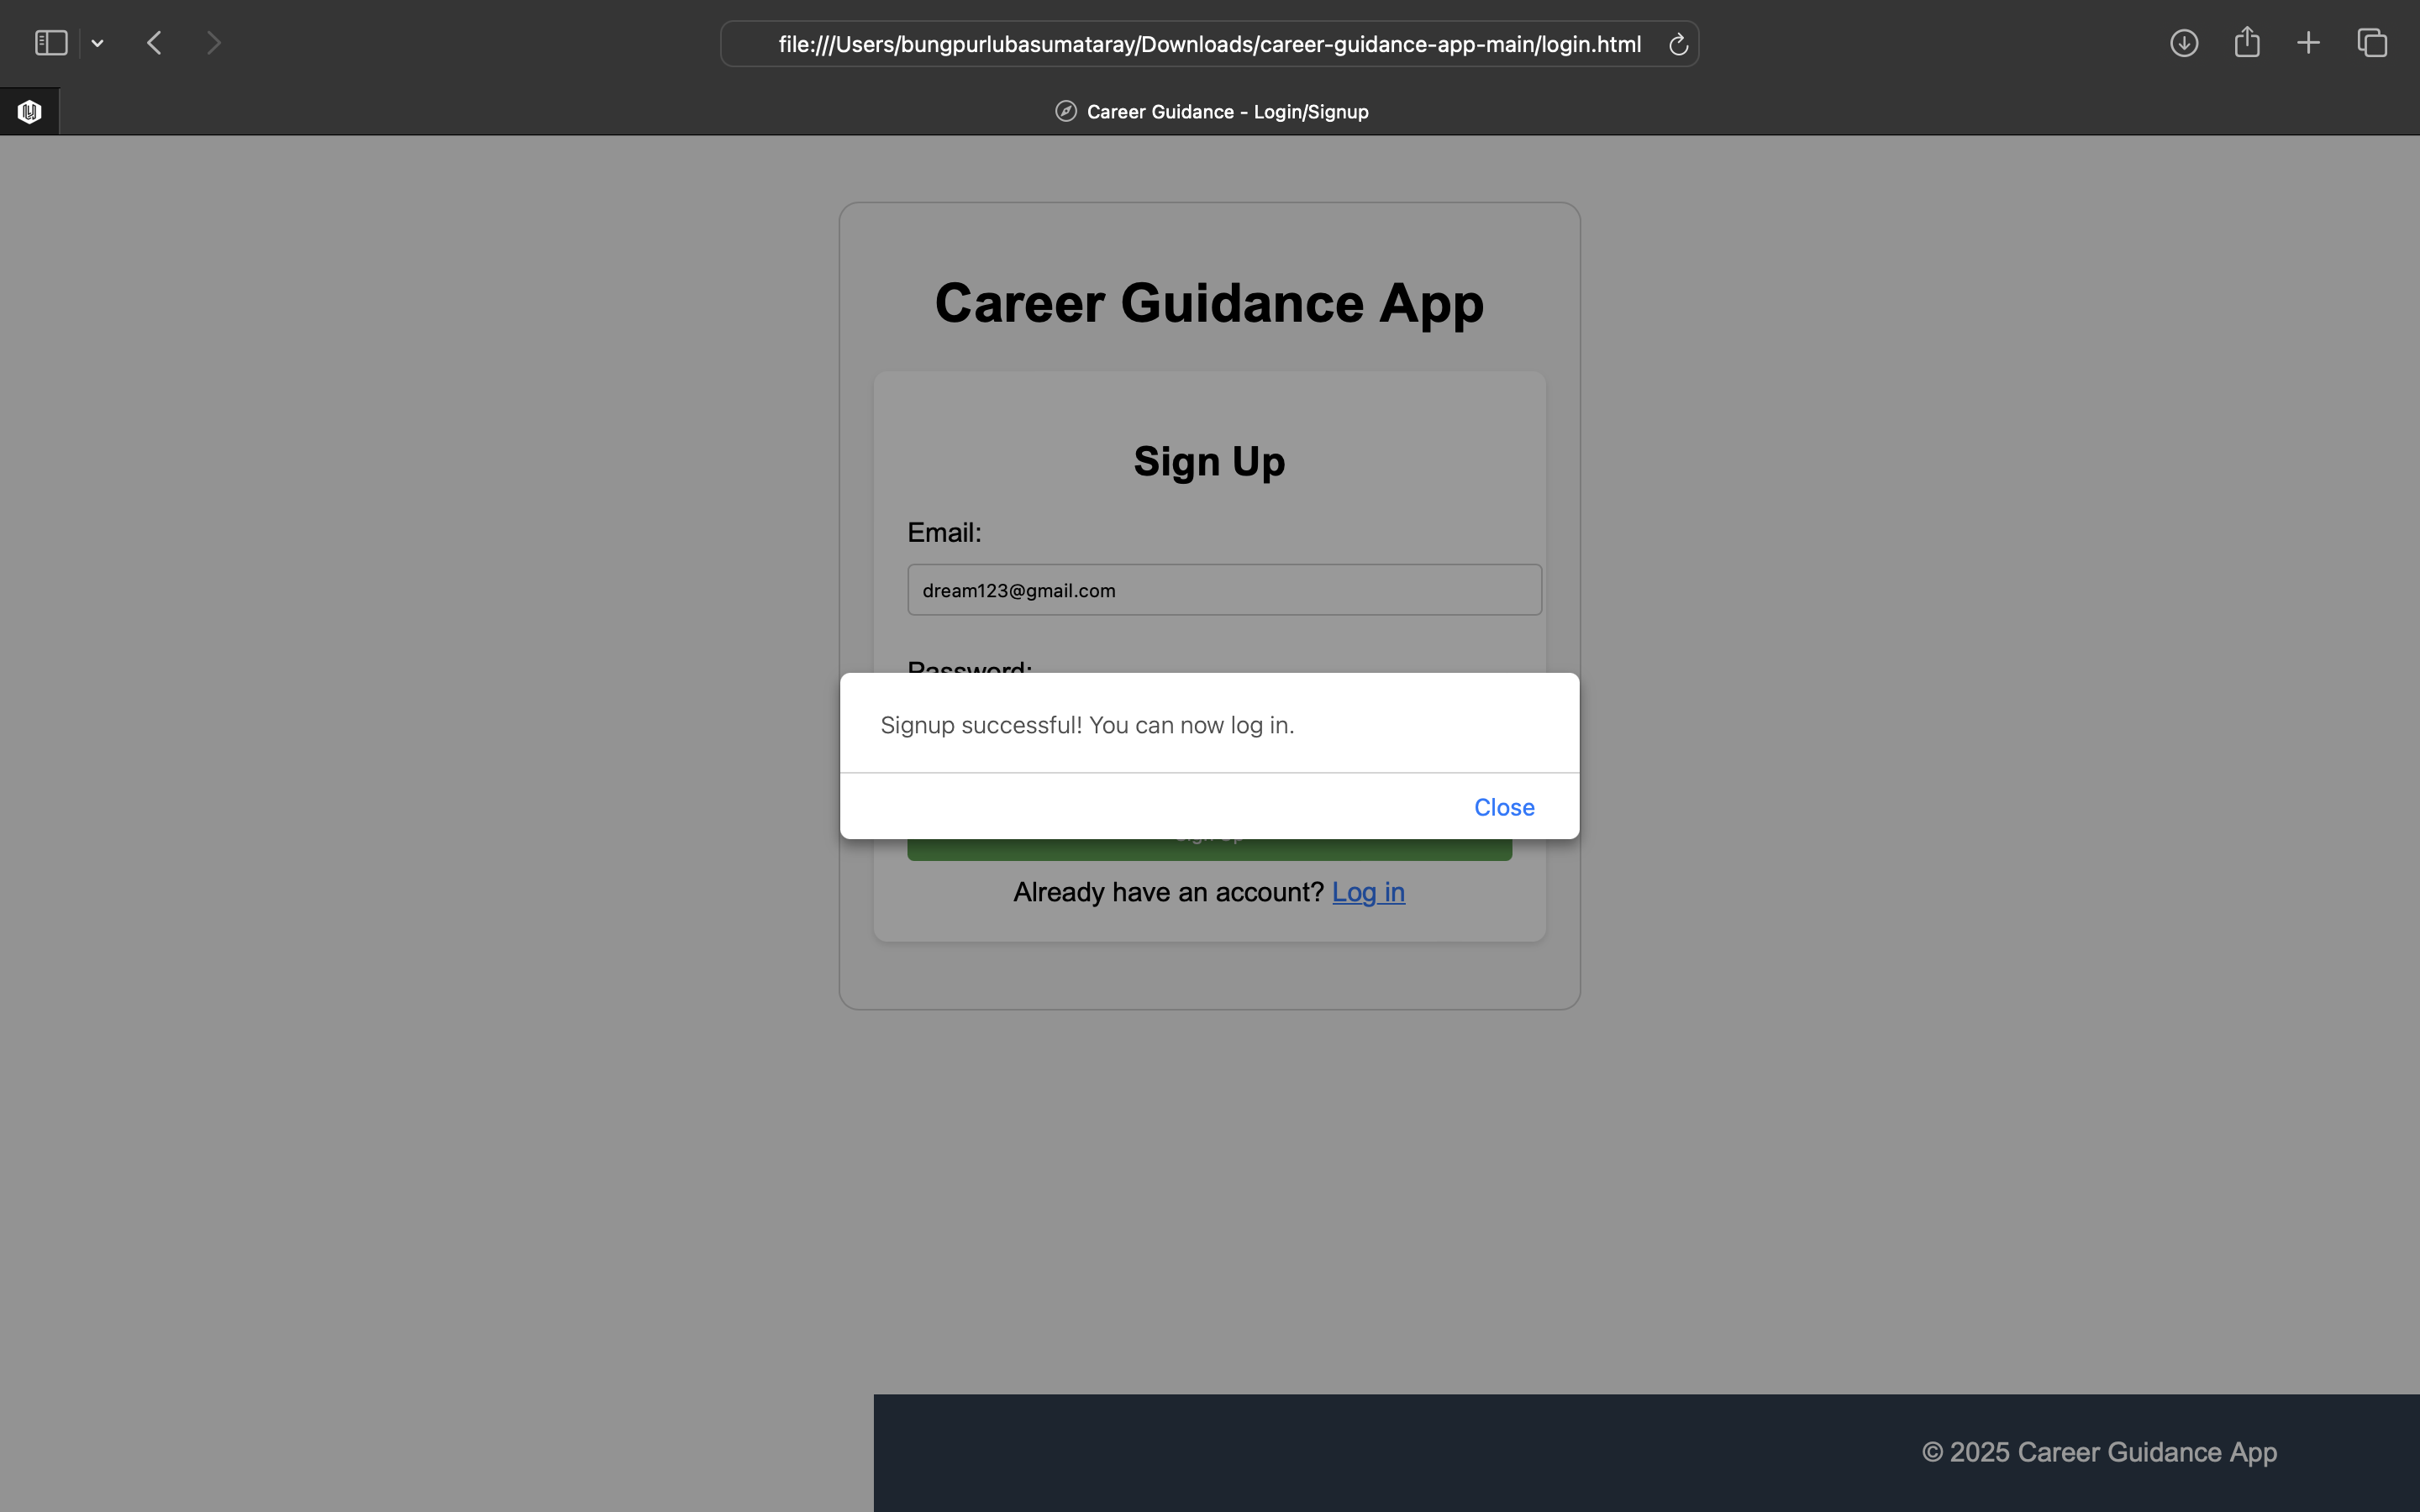 file:///Users/bungpurlubasumataray/Downloads/career-guidance-app-main/login.html
Career Guidance - Login/Signup
Career Guidance App
Sign Up
Email:
dream123@gmail.com
Password:
Signup successful! You can now log in.
Close
Sign Up
Already have an account? Log in
© 2025 Career Guidance App